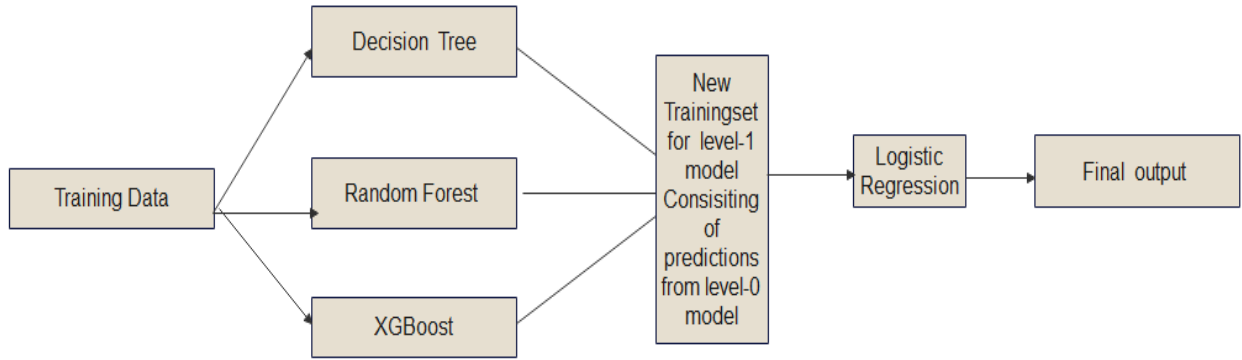 Decision Tree
Training Data
Random Forest
XGBoost
New
Trainingset
for level-1
model
Consisiting
of
predictions
from level-0
model
Logistic
Regression
Final output